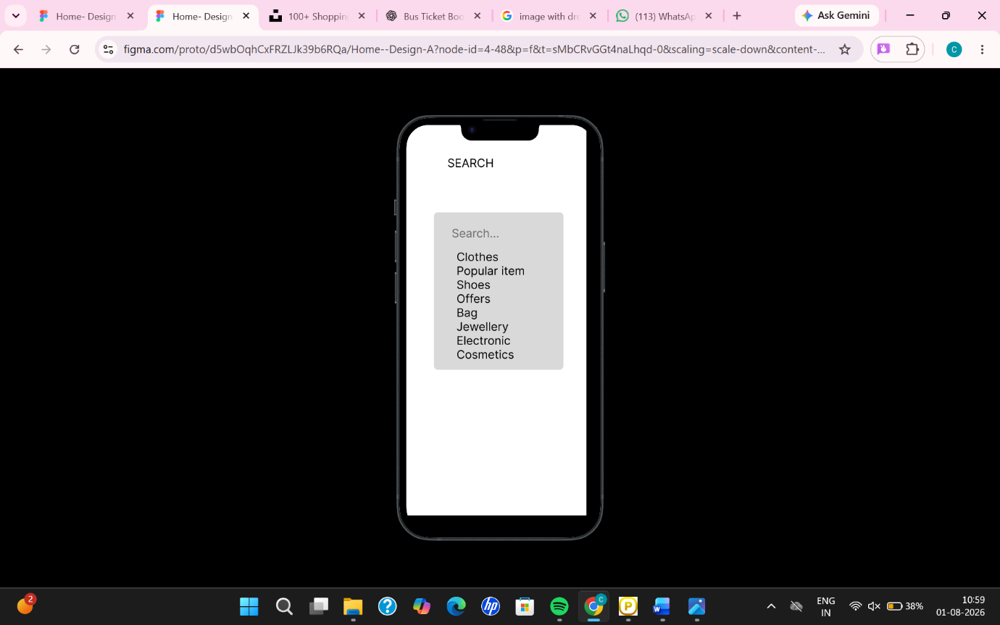 Home- Design
Home- Design
100+ Shopping
Bus Ticket Boo
image with dre
(113) WhatsAp
Ask Gemini
figma.com/proto/d5wbOqhCxFRZLJk39b6RQa/Home--Design-A?node-id=4-48&p=f&t=sMbCRvGGt4naLhqd-0&scaling=scale-down&content-...
C
SEARCH
Search...
Clothes
Popular item
Shoes
Offers
Bag
Jewellery
Electronic
Cosmetics
2
?
hp
C
P
W
ENG
IN
38%
10:59
01-08-2026